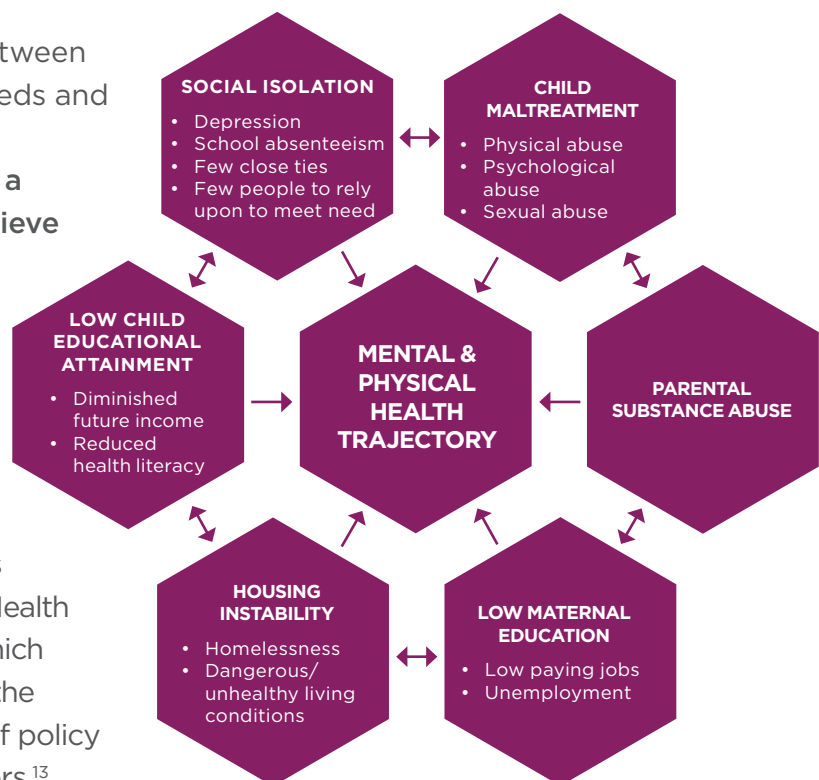 tween
eds and
a
ieve
s
ealth
ich
the
f policy
rs.13
SOCIAL ISOLATION
• Depression
• School absenteeism
• Few close ties
• Few people to rely
upon to meet need
CHILD
MALTREATMENT
• Physical abuse
• Psychological
abuse
• Sexual abuse
LOW CHILD
EDUCATIONAL
ATTAINMENT
• Diminished
future income
• Reduced
health literacy
MENTAL &
PHYSICAL
HEALTH
TRAJECTORY
PARENTAL
SUBSTANCE ABUSE
HOUSING
INSTABILITY
• Homelessness
• Dangerous/
unhealthy living
conditions
LOW MATERNAL
EDUCATION
• Low paying jobs
• Unemployment